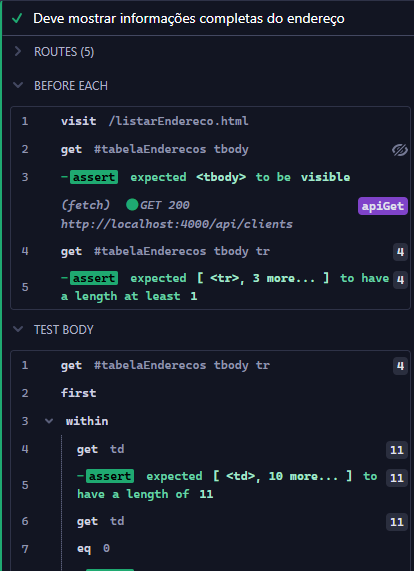 Deve mostrar informações completas do endereço
ROUTES (5)
BEFORE EACH
1 visit /listarEndereco.html
2 get #tabelaEnderecos tbody
3 -assert expected <tbody> to be visible
(fetch) GET 200 apiGet
http://localhost:4000/api/clients
4 get #tabelaEnderecos tbody tr 4
5 -assert expected [ <tr>, 3 more... ] to have 4
a length at least 1
TEST BODY
1 get #tabelaEnderecos tbody tr 4
2 first
3 within
4 get td 11
5 -assert expected [ <td>, 10 more... ] to 11
have a length of 11
6 get td 11
7 eq 0